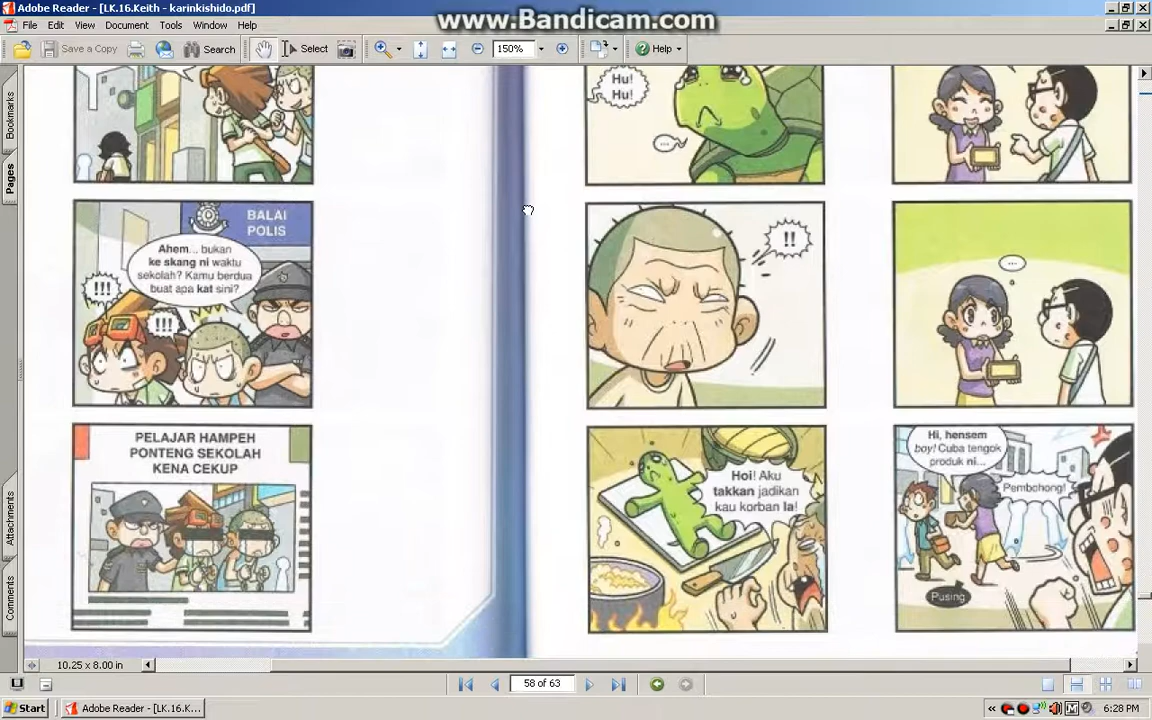 Adobe Reader - [LK.16.Keith - karinkishido.pdf]
www.Bandicam.com
File Edit View Document Tools Window Help
Save a Copy Search Select 150% Help
Bookmarks
Pages
Attachments
Comments
BALAI
POLIS
Ahem... bukan
ke skang ni waktu
sekolah? Kamu berdua
buat apa kat sini?
!!!
!!!
PELAJAR HAMPEH
PONTENG SEKOLAH
KENA CEKUP
Hu!
Hu!
...
!!
Hoi! Aku
takkan jadikan
kau korban la!
...
Hi, hensem
boy! Cuba tengok
produk ni...
Pembohong!
Pusing
10.25 x 8.00 in
58 of 63
Start
Adobe Reader - [LK.16.K...
6:28 PM